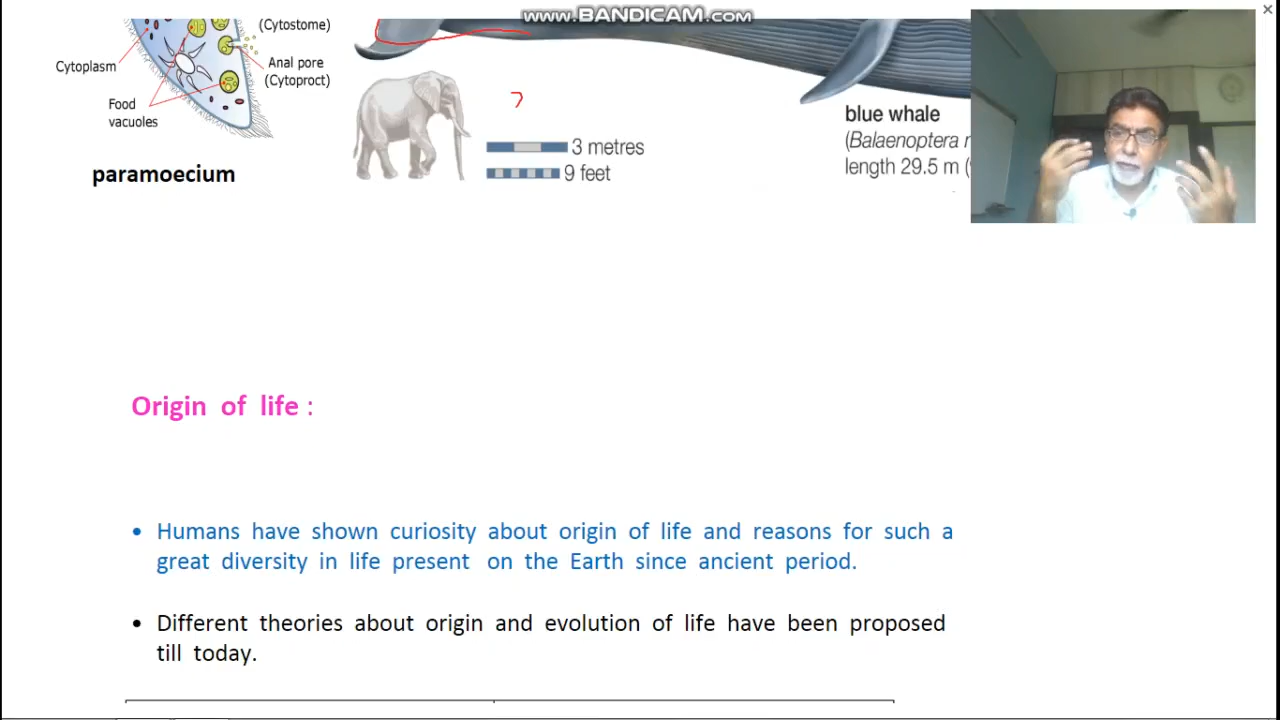 www.BANDICAM.com
(Cytostome)
Cytoplasm
Anal pore
(Cytoproct)
Food
vacuoles
paramoecium
3 metres
9 feet
blue whale
(Balaenoptera
length 29.5 m
Origin of life :
• Humans have shown curiosity about origin of life and reasons for such a
great diversity in life present on the Earth since ancient period.
• Different theories about origin and evolution of life have been proposed
till today.